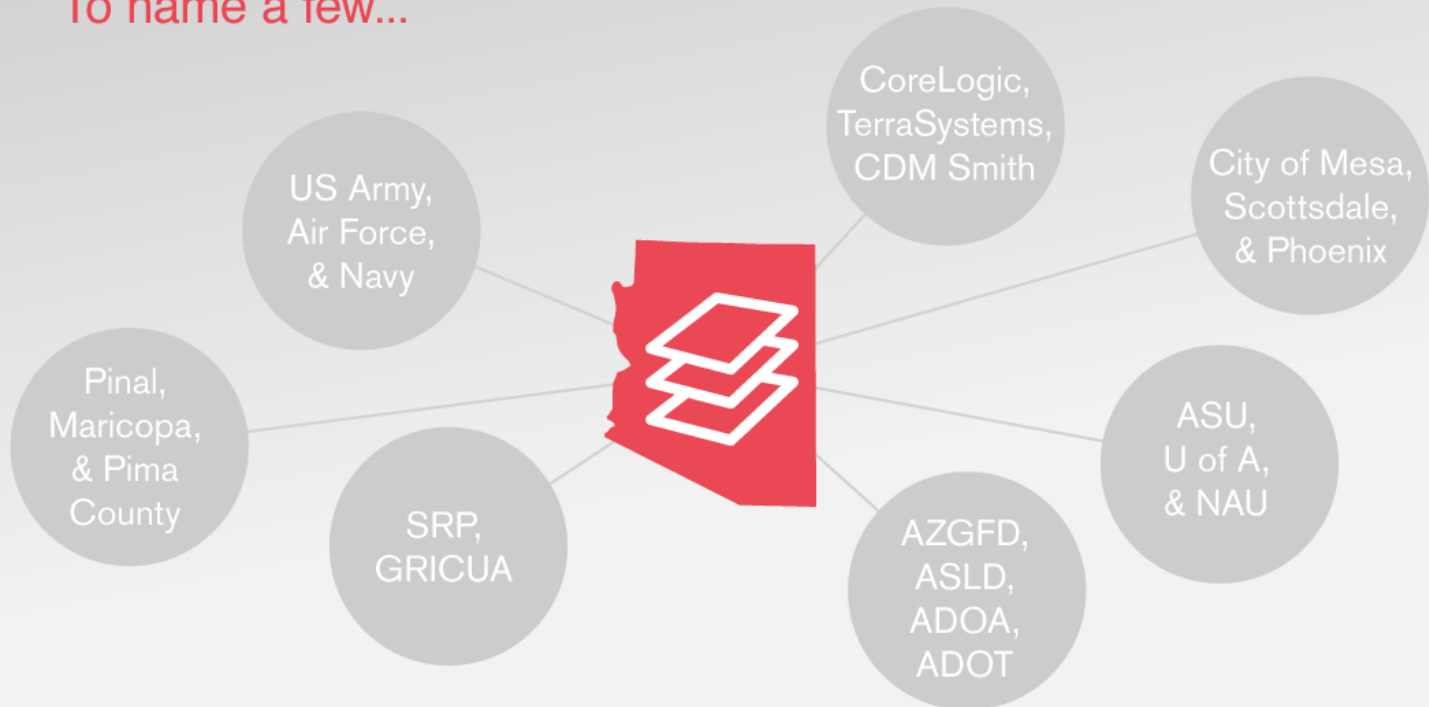 To name a few...
CoreLogic,
TerraSystems,
CDM Smith
City of Mesa,
Scottsdale,
& Phoenix
US Army,
Air Force,
& Navy
Pinal,
Maricopa,
& Pima
County
ASU,
U of A,
& NAU
SRP,
GRICUA
AZGFD,
ASLD,
ADOA,
ADOT